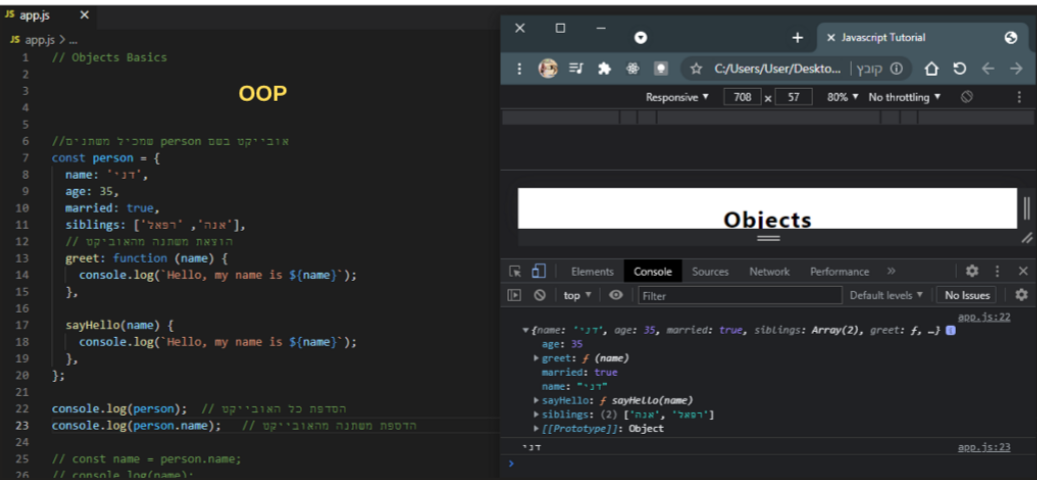 JS app.js ×
JS app.js > ...
1 // Objects Basics
2
3 OOP
4
5
6 //אובייקט בשם person שמכיל משתנים
7 const person = {
8 name: 'דני',
9 age: 35,
10 married: true,
11 siblings: ['אנה', 'רפאל'],
12 // הוצאת משתנה מהאוביקט
13 greet: function (name) {
14 console.log(`Hello, my name is ${name}`);
15 },
16
17 sayHello(name) {
18 console.log(`Hello, my name is ${name}`);
19 },
20 };
21
22 console.log(person); // הסדפת כל האובייקט
23 console.log(person.name); // הדספת משתנה מהאובייקט
24
25 // const name = person.name;
26 // console.log(name);
Javascript Tutorial
C:/Users/User/Deskto... | קובץ
Responsive ▼ 708 x 57 80% ▼ No throttling ▼
Objects
Elements Console Sources Network Performance »
top ▼ Filter Default levels ▼ No Issues
app.js:22
▼{name: 'דני', age: 35, married: true, siblings: Array(2), greet: ƒ, …}
age: 35
▶greet: ƒ (name)
married: true
name: "דני"
▶sayHello: ƒ sayHello(name)
▶siblings: (2) ['אנה', 'רפאל']
▶[[Prototype]]: Object
דני app.js:23